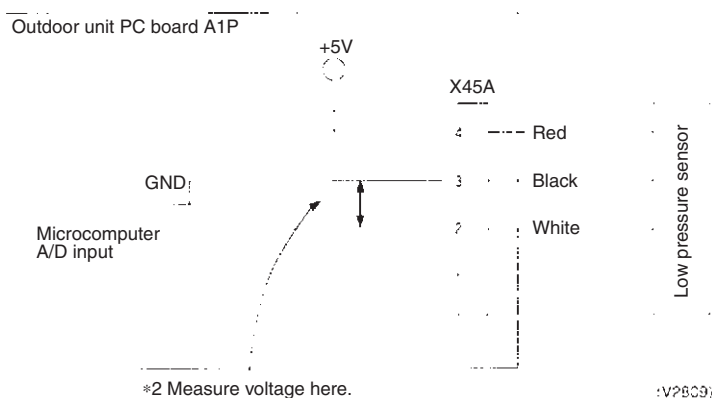 Outdoor unit PC board A1P
+5V
X45A
4 Red
GND 3 Black
Microcomputer
A/D input
2 White
Low pressure sensor
*2 Measure voltage here.
(V2809)